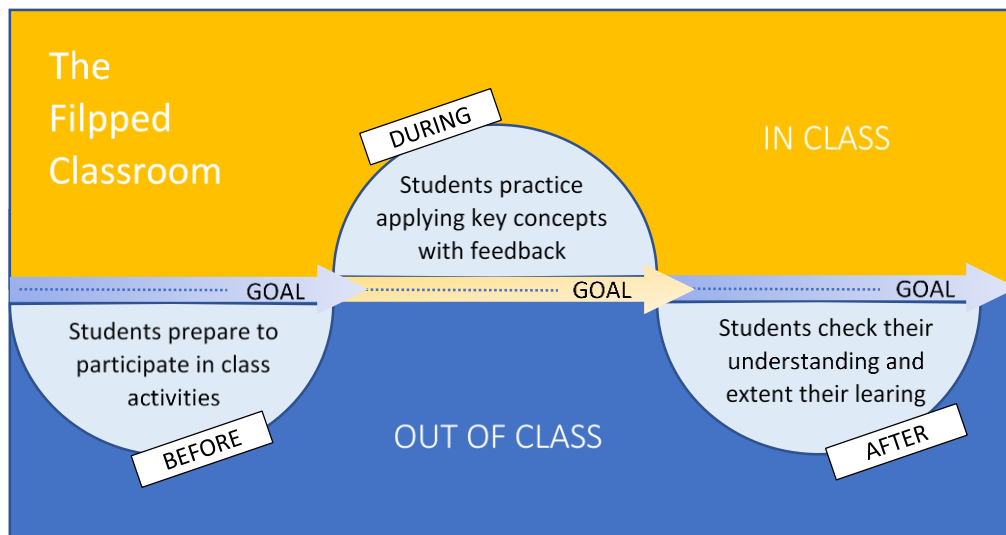 The
Filpped
Classroom
DURING
IN CLASS
Students practice
applying key concepts
with feedback
GOAL
GOAL
GOAL
Students prepare to
participate in class
activities
BEFORE
OUT OF CLASS
Students check their
understanding and
extent their learing
AFTER